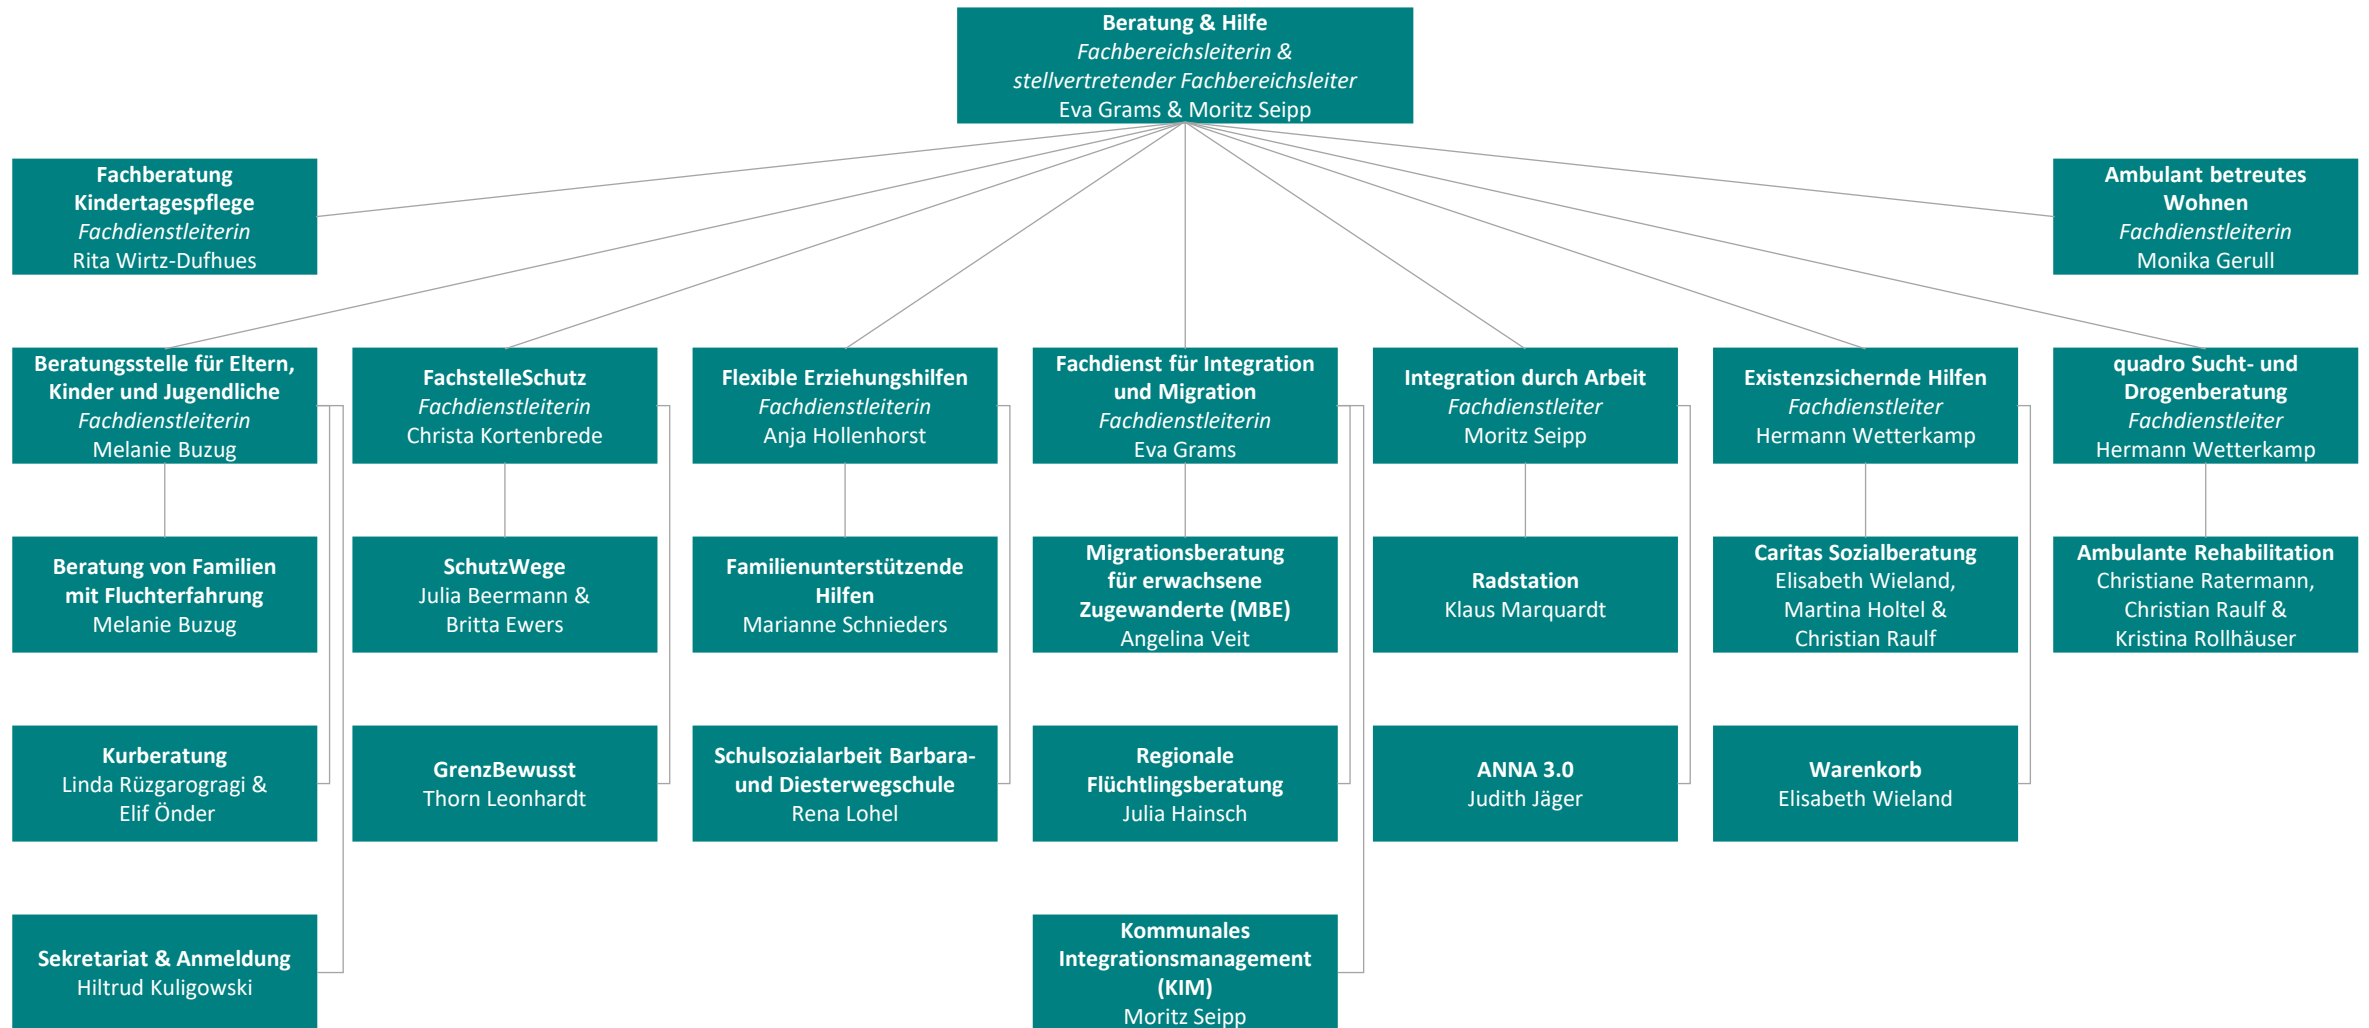 Beratung & Hilfe
Fachbereichsleiterin &
stellvertretender Fachbereichsleiter
Eva Grams & Moritz Seipp
Fachberatung
Kindertagespflege
Fachdienstleiterin
Rita Wirtz-Dufhues
Ambulant betreutes
Wohnen
Fachdienstleiterin
Monika Gerull
Beratungsstelle für Eltern,
Kinder und Jugendliche
Fachdienstleiterin
Melanie Buzug
FachstelleSchutz
Fachdienstleiterin
Christa Kortenbrede
Flexible Erziehungshilfen
Fachdienstleiterin
Anja Hollenhorst
Fachdienst für Integration
und Migration
Fachdienstleiterin
Eva Grams
Integration durch Arbeit
Fachdienstleiter
Moritz Seipp
Existenzsichernde Hilfen
Fachdienstleiter
Hermann Wetterkamp
quadro Sucht- und
Drogenberatung
Fachdienstleiter
Hermann Wetterkamp
Beratung von Familien
mit Fluchterfahrung
Melanie Buzug
SchutzWege
Julia Beermann &
Britta Ewers
Familienunterstützende
Hilfen
Marianne Schnieders
Migrationsberatung
für erwachsene
Zugewanderte (MBE)
Angelina Veit
Radstation
Klaus Marquardt
Caritas Sozialberatung
Elisabeth Wieland,
Martina Holtel &
Christian Raulf
Ambulante Rehabilitation
Christiane Ratermann,
Christian Raulf &
Kristina Rollhäuser
Kurberatung
Linda Rüzgarogragi &
Elif Önder
GrenzBewusst
Thorn Leonhardt
Schulsozialarbeit Barbara-
und Diesterwegschule
Rena Lohel
Regionale
Flüchtlingsberatung
Julia Hainsch
ANNA 3.0
Judith Jäger
Warenkorb
Elisabeth Wieland
Sekretariat & Anmeldung
Hiltrud Kuligowski
Kommunales
Integrationsmanagement
(KIM)
Moritz Seipp